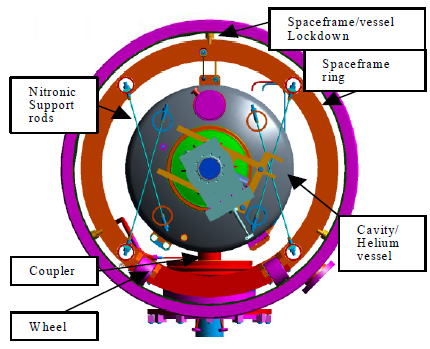 Spaceframe/vessel
Lockdown
Spaceframe
ring
Nitronic
Support
rods
Cavity/
Helium
vessel
Coupler
Wheel